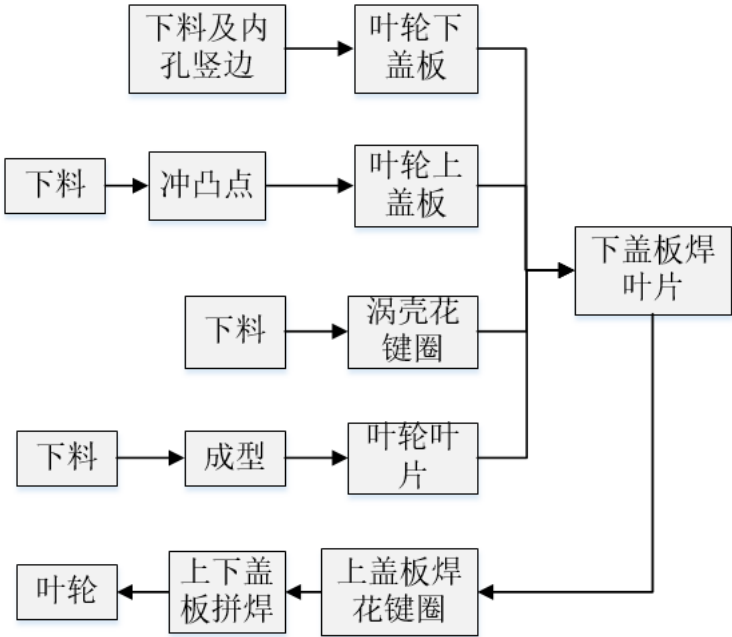 下料及内
孔竖边
叶轮下
盖板
下料
冲凸点
叶轮上
盖板
下盖板焊
叶片
下料
涡壳花
键圈
下料
成型
叶轮叶
片
叶轮
上下盖
板拼焊
上盖板焊
花键圈